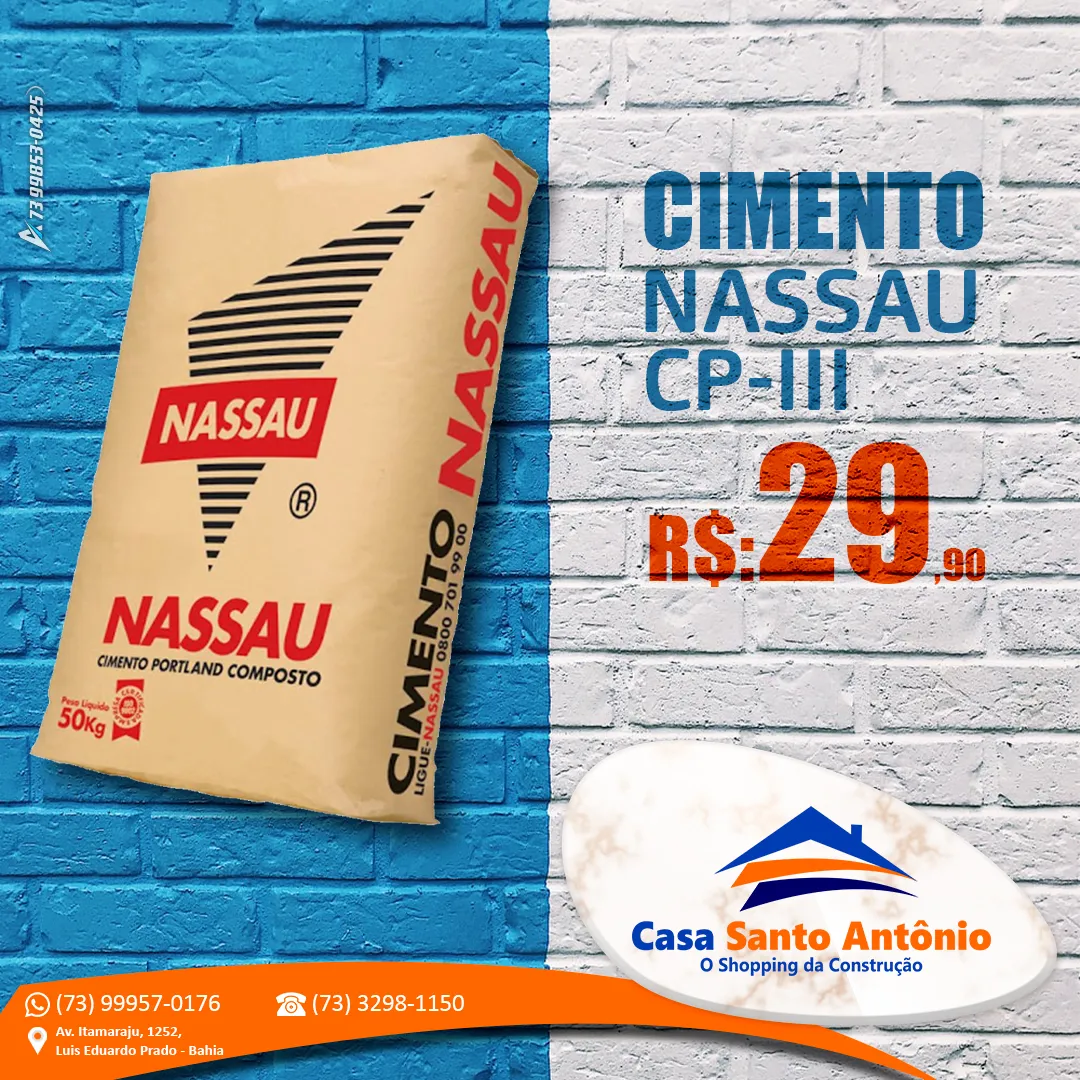 73 99853-0425
CIMENTO
NASSAU
CP-III
R$:29,90
NASSAU
®
NASSAU
CIMENTO PORTLAND COMPOSTO
Peso Líquido
50Kg
CIMENTO NASSAU
LIGUE-NASSAU 0800 701 99 00
Casa Santo Antônio
O Shopping da Construção
(73) 99957-0176
(73) 3298-1150
Av. Itamaraju, 1252,
Luis Eduardo Prado - Bahia